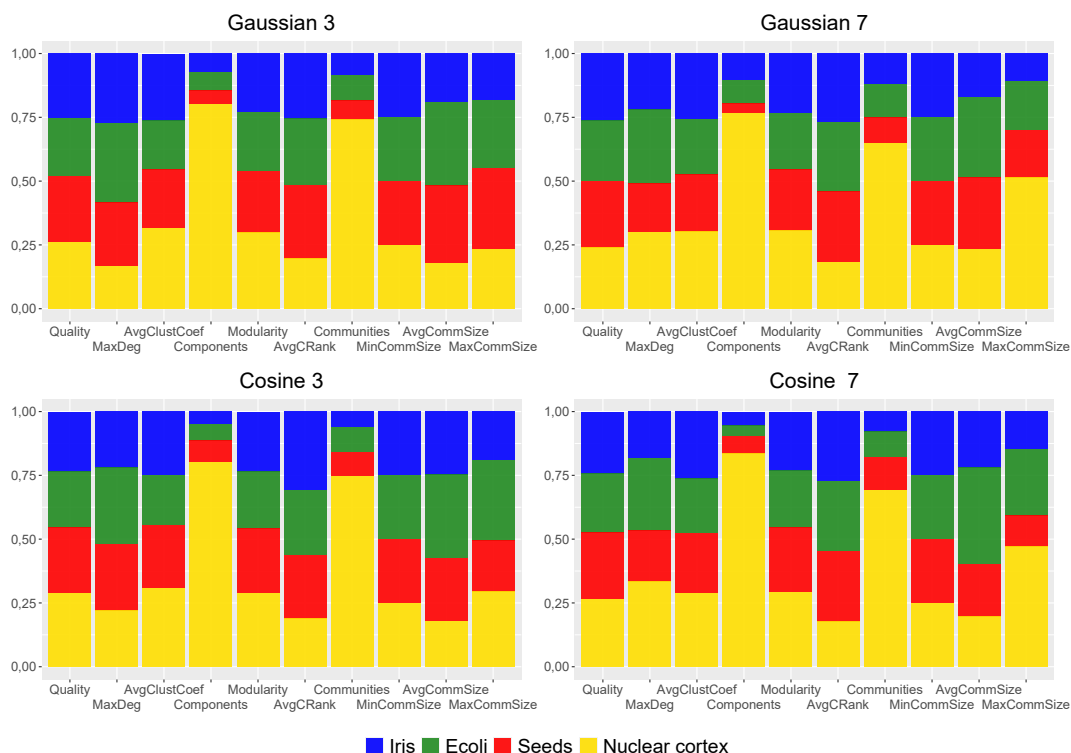 Gaussian 3
Gaussian 7
1,00
0,75
0,50
0,25
0,00
1,00
0,75
0,50
0,25
0,00
Quality AvgClustCoef Modularity Communities AvgCommSize
MaxDeg Components AvgCRank MinCommSize MaxCommSize
Quality AvgClustCoef Modularity Communities AvgCommSize
MaxDeg Components AvgCRank MinCommSize MaxCommSize
Cosine 3
Cosine 7
1,00
0,75
0,50
0,25
0,00
1,00
0,75
0,50
0,25
0,00
Quality AvgClustCoef Modularity Communities AvgCommSize
MaxDeg Components AvgCRank MinCommSize MaxCommSize
Quality AvgClustCoef Modularity Communities AvgCommSize
MaxDeg Components AvgCRank MinCommSize MaxCommSize
Iris Ecoli Seeds Nuclear cortex